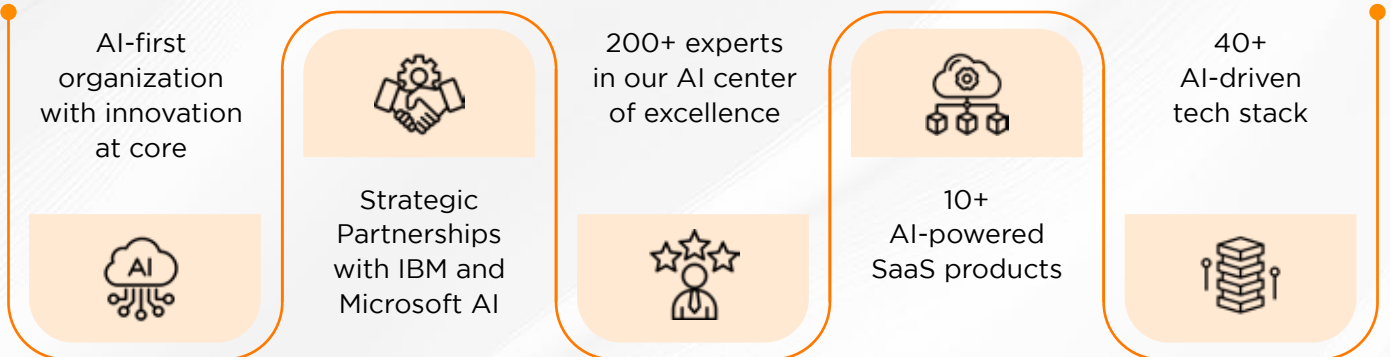 AI-first
organization
with innovation
at core
AI
Strategic
Partnerships
with IBM and
Microsoft AI
200+ experts
in our AI center
of excellence
10+
AI-powered
SaaS products
40+
AI-driven
tech stack